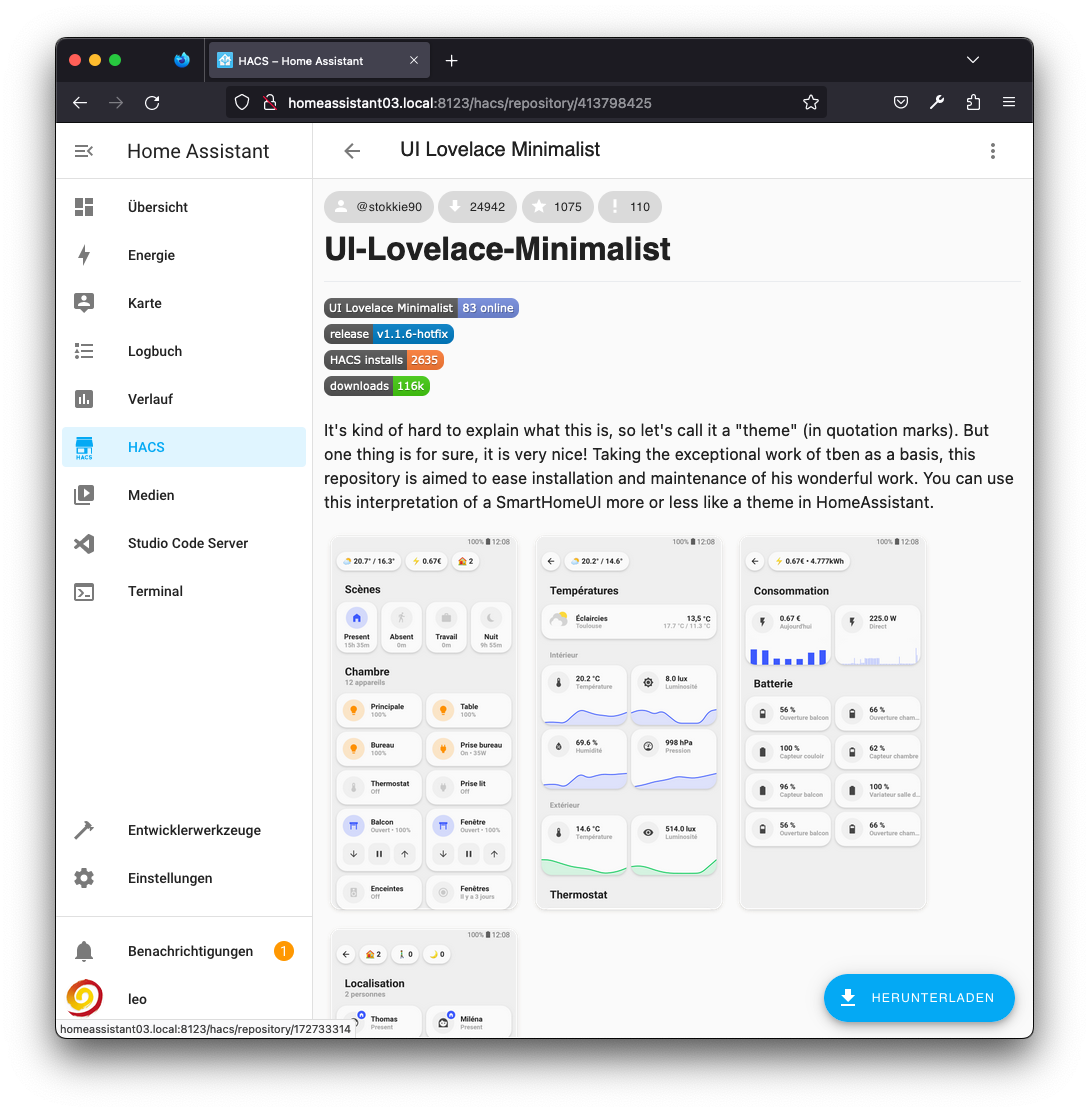 HACS – Home Assistant
homeassistant03.local:8123/hacs/repository/413798425
Home Assistant
UI Lovelace Minimalist
Übersicht
Energie
Karte
Logbuch
Verlauf
HACS
HACS
Medien
Studio Code Server
Terminal
Entwicklerwerkzeuge
Einstellungen
Benachrichtigungen 1
leo
homeassistant03.local:8123/hacs/repository/172733314
@stokkie90 24942 1075 110
UI-Lovelace-Minimalist
UI Lovelace Minimalist 83 online
release v1.1.6-hotfix
HACS installs 2635
downloads 116k
It's kind of hard to explain what this is, so let's call it a "theme" (in quotation marks). But
one thing is for sure, it is very nice! Taking the exceptional work of tben as a basis, this
repository is aimed to ease installation and maintenance of his wonderful work. You can use
this interpretation of a SmartHomeUI more or less like a theme in HomeAssistant.
100% 12:08
20.7° / 16.3° 0.67€ 2
Scènes
Present Absent Travail Nuit
15h 35m 0m 0m 9h 55m
Chambre
12 appareils
Principale Table
100% 100%
Bureau Prise bureau
100% On • 35W
Thermostat Prise lit
Off Off
Balcon Fenêtre
Ouvert • 100% Ouvert • 100%
Enceintes Fenêtres
Off Il y a 3 jours
100% 12:08
20.2° / 14.6°
Températures
Éclaircies 13,5 °C
Toulouse 17.7 °C / 11.3 °C
Intérieur
20.2 °C 8.0 lux
Température Luminosité
69.6 % 998 hPa
Humidité Pression
Extérieur
14.6 °C 514.0 lux
Température Luminosité
Thermostat
100% 12:08
0.67€ • 4.777kWh
Consommation
0.67 € 225.0 W
Aujourd'hui Direct
Batterie
56 % 66 %
Ouverture balcon Ouverture cham...
100 % 62 %
Capteur couloir Capteur chambre
96 % 100 %
Capteur balcon Variateur salle d...
56 % 66 %
Ouverture balcon Ouverture cham...
100% 12:08
2 0 0
Localisation
2 personnes
Thomas Miléna
Present Present
HERUNTERLADEN